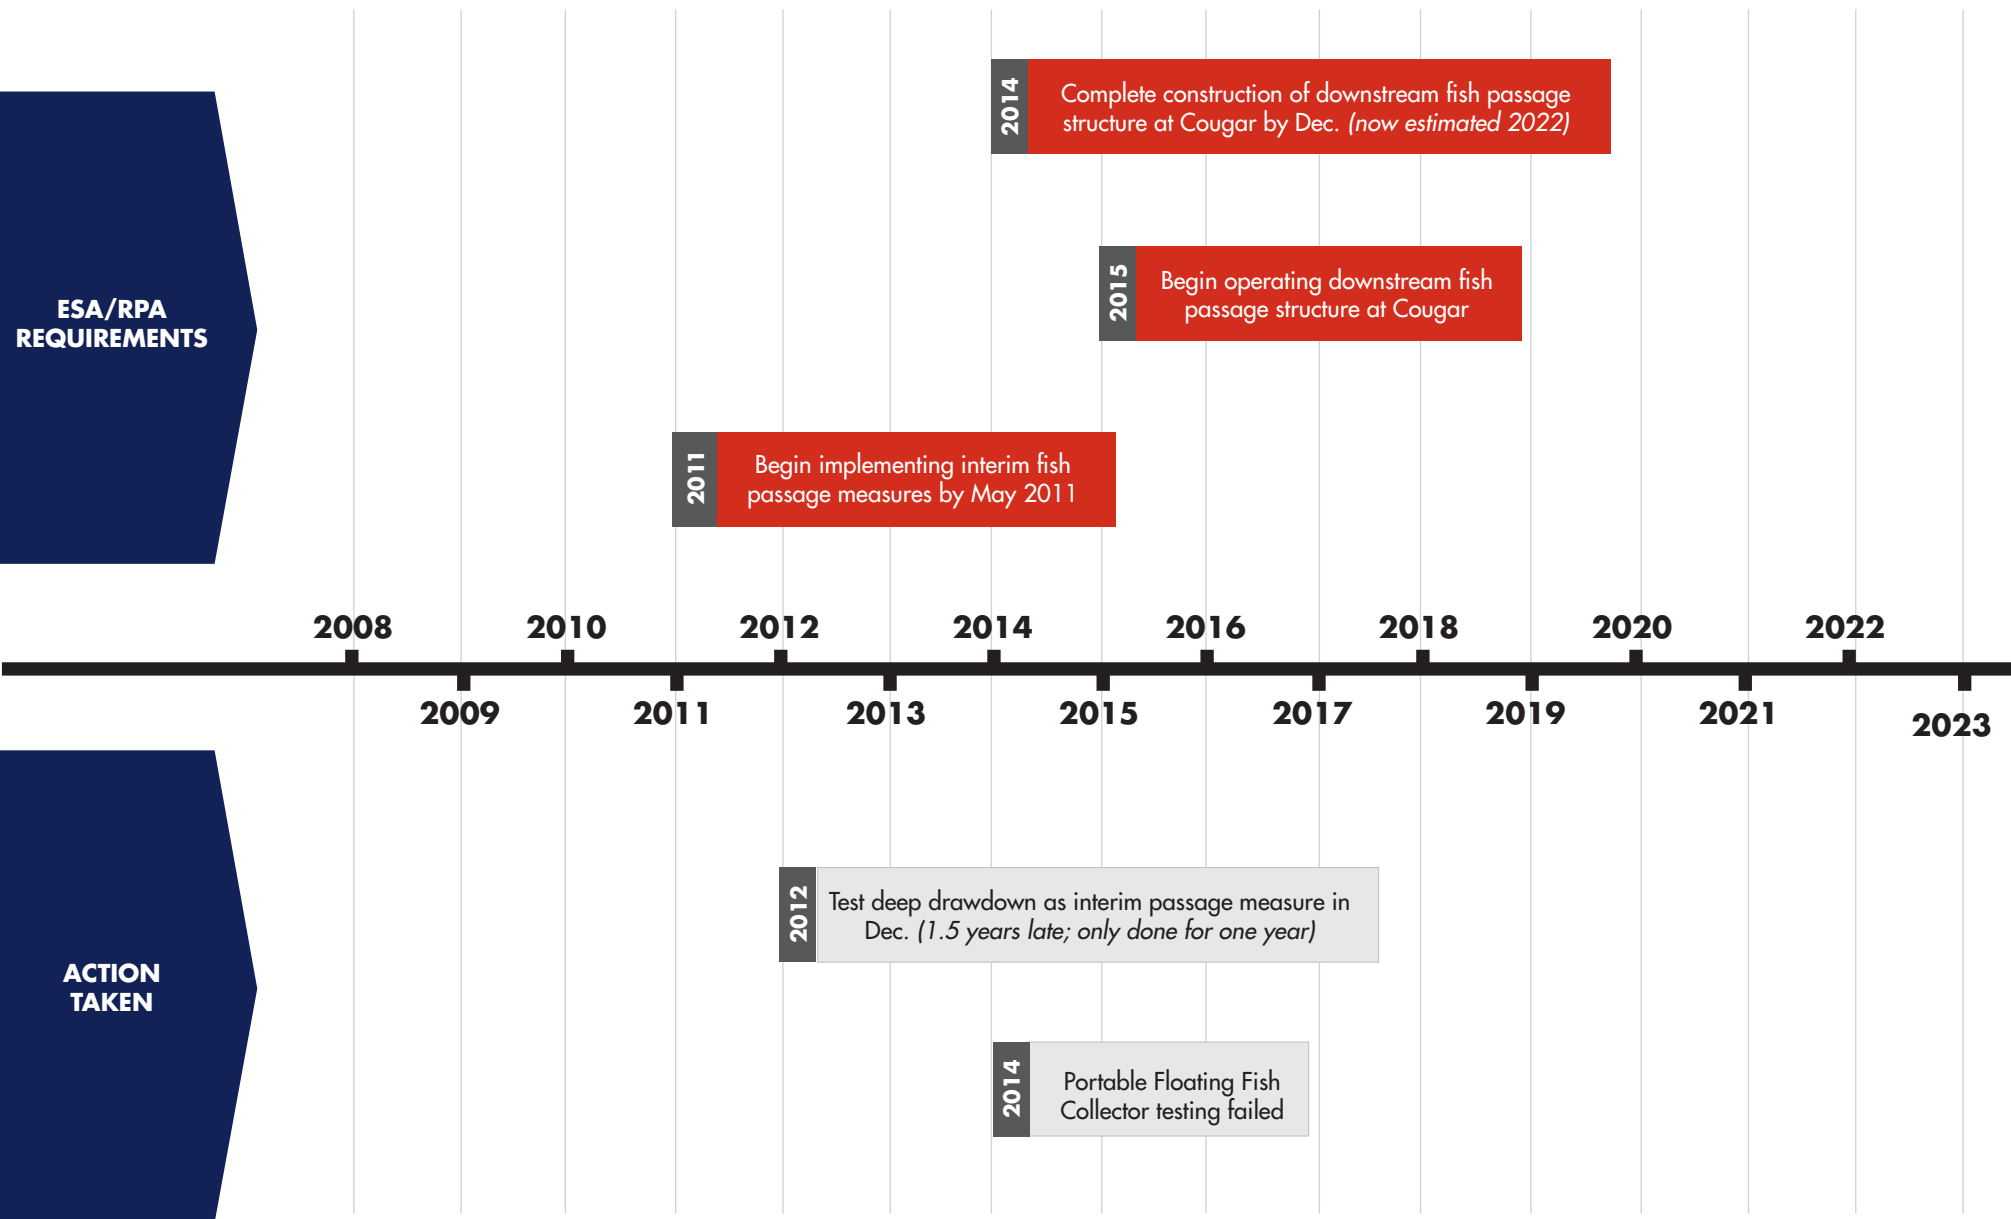 2014
Complete construction of downstream fish passage
structure at Cougar by Dec. (now estimated 2022)
2015
Begin operating downstream fish
passage structure at Cougar
ESA/RPA
REQUIREMENTS
2011
Begin implementing interim fish
passage measures by May 2011
2008 2010 2012 2014 2016 2018 2020 2022
2009 2011 2013 2015 2017 2019 2021 2023
2012
Test deep drawdown as interim passage measure in
Dec. (1.5 years late; only done for one year)
ACTION
TAKEN
2014
Portable Floating Fish
Collector testing failed